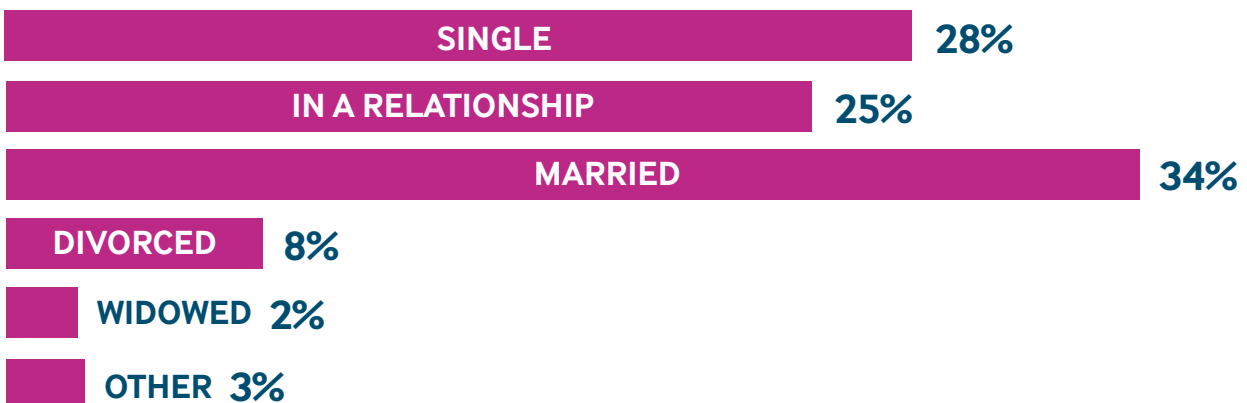 SINGLE 28%
IN A RELATIONSHIP 25%
MARRIED 34%
DIVORCED 8%
WIDOWED 2%
OTHER 3%